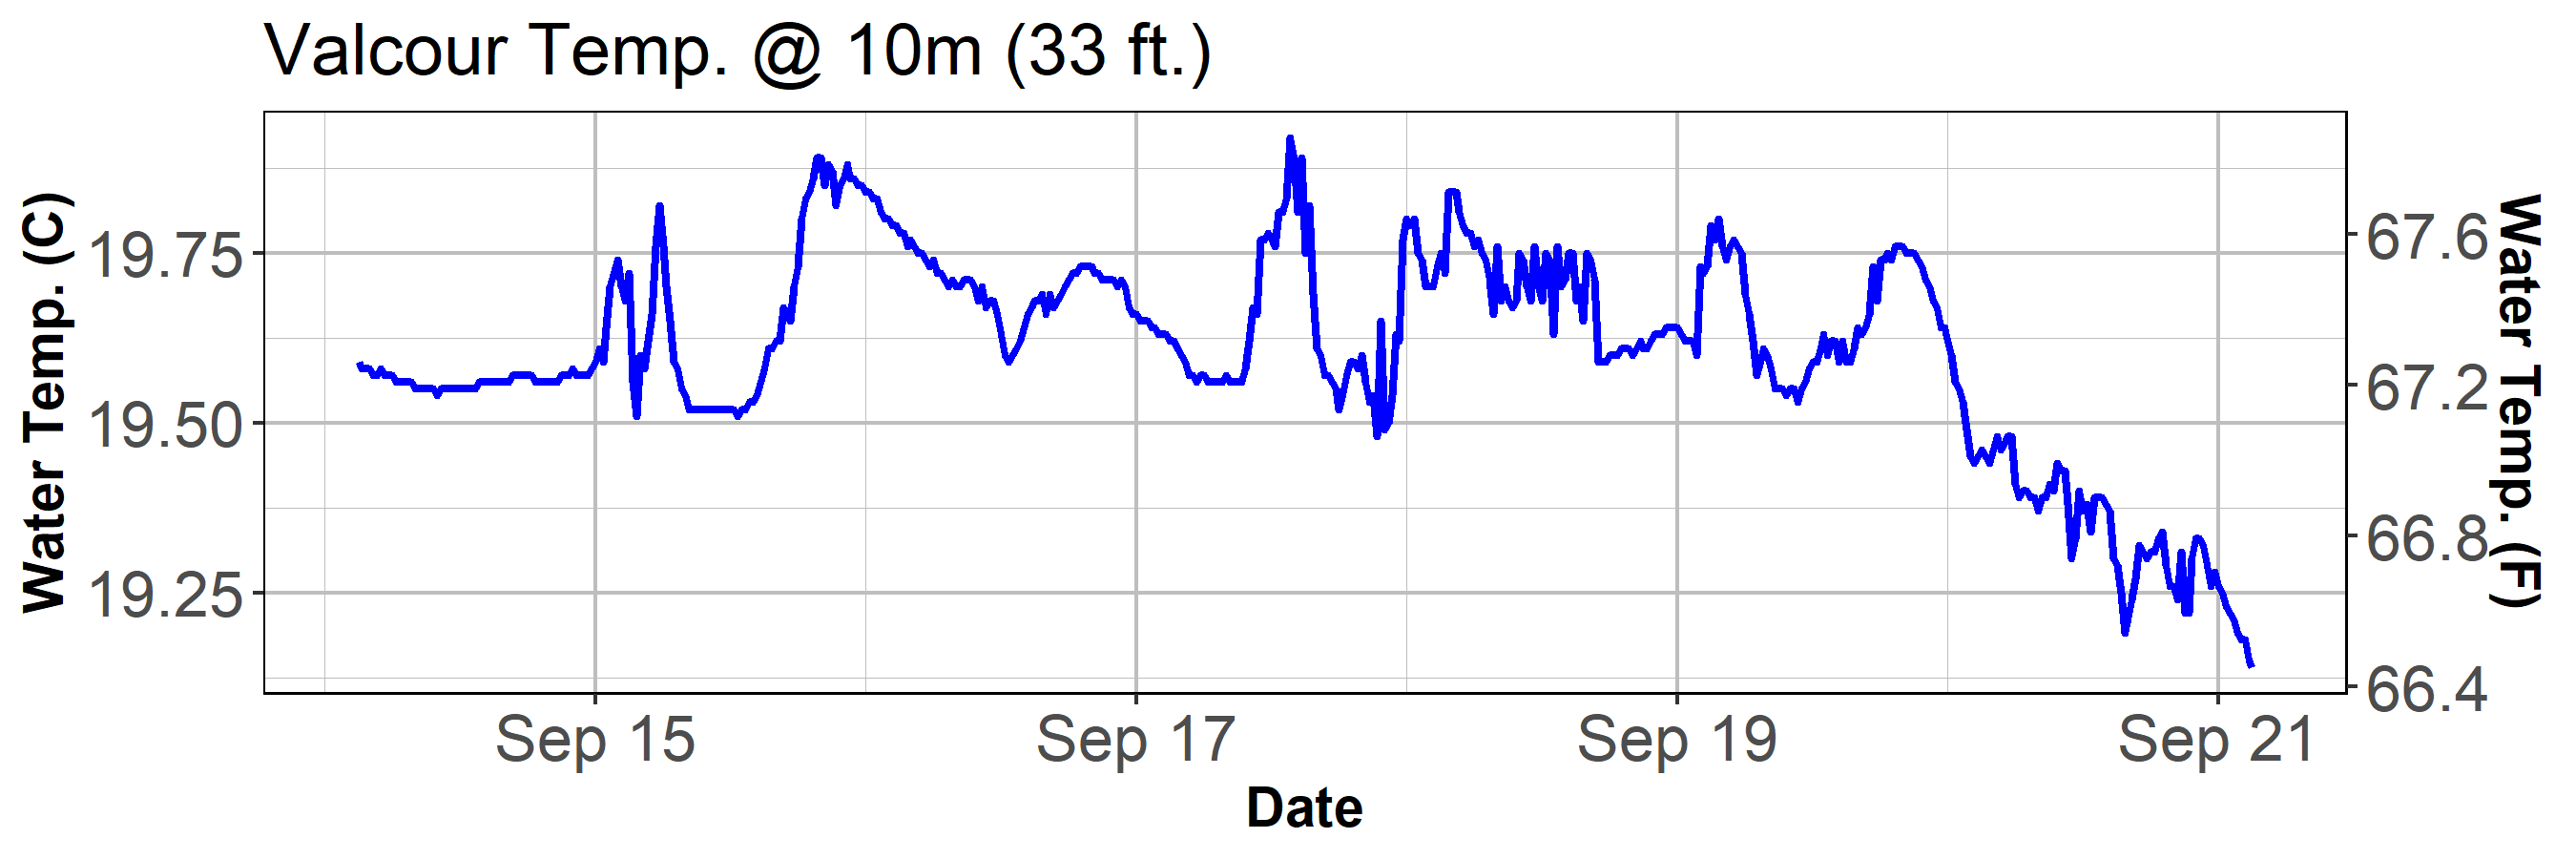 Valcour Temp. @ 10m (33 ft.)
Water Temp. (C)
19.75
19.50
19.25
67.6
67.2
66.8
66.4
Water Temp. (F)
Sep 15
Sep 17
Sep 19
Sep 21
Date